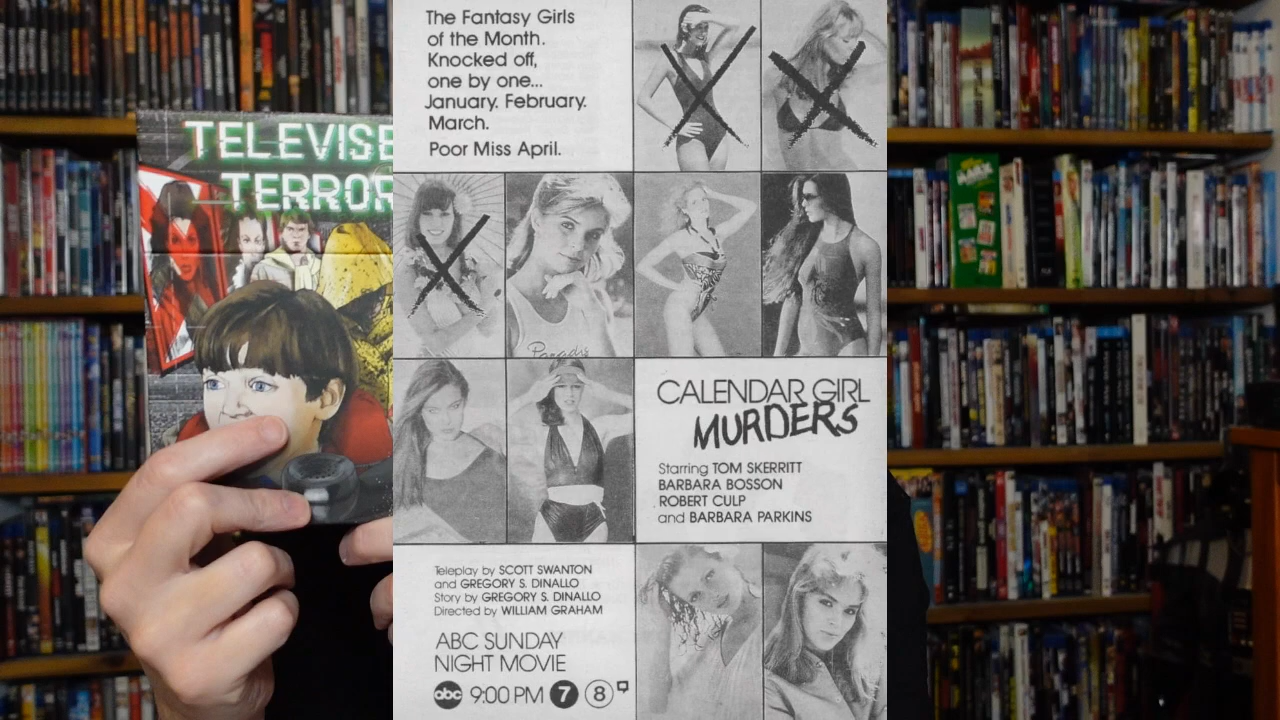 TELEVISE
TERROR
The Fantasy Girls
of the Month.
Knocked off,
one by one...
January. February.
March.
Poor Miss April.
Paradis
CALENDAR GIRL
MURDERS
Starring TOM SKERRITT
BARBARA BOSSON
ROBERT CULP
and BARBARA PARKINS
Teleplay by SCOTT SWANTON
and GREGORY S. DINALLO
Story by GREGORY S. DINALLO
Directed by WILLIAM GRAHAM
ABC SUNDAY
NIGHT MOVIE
abc 9:00 PM 7 8